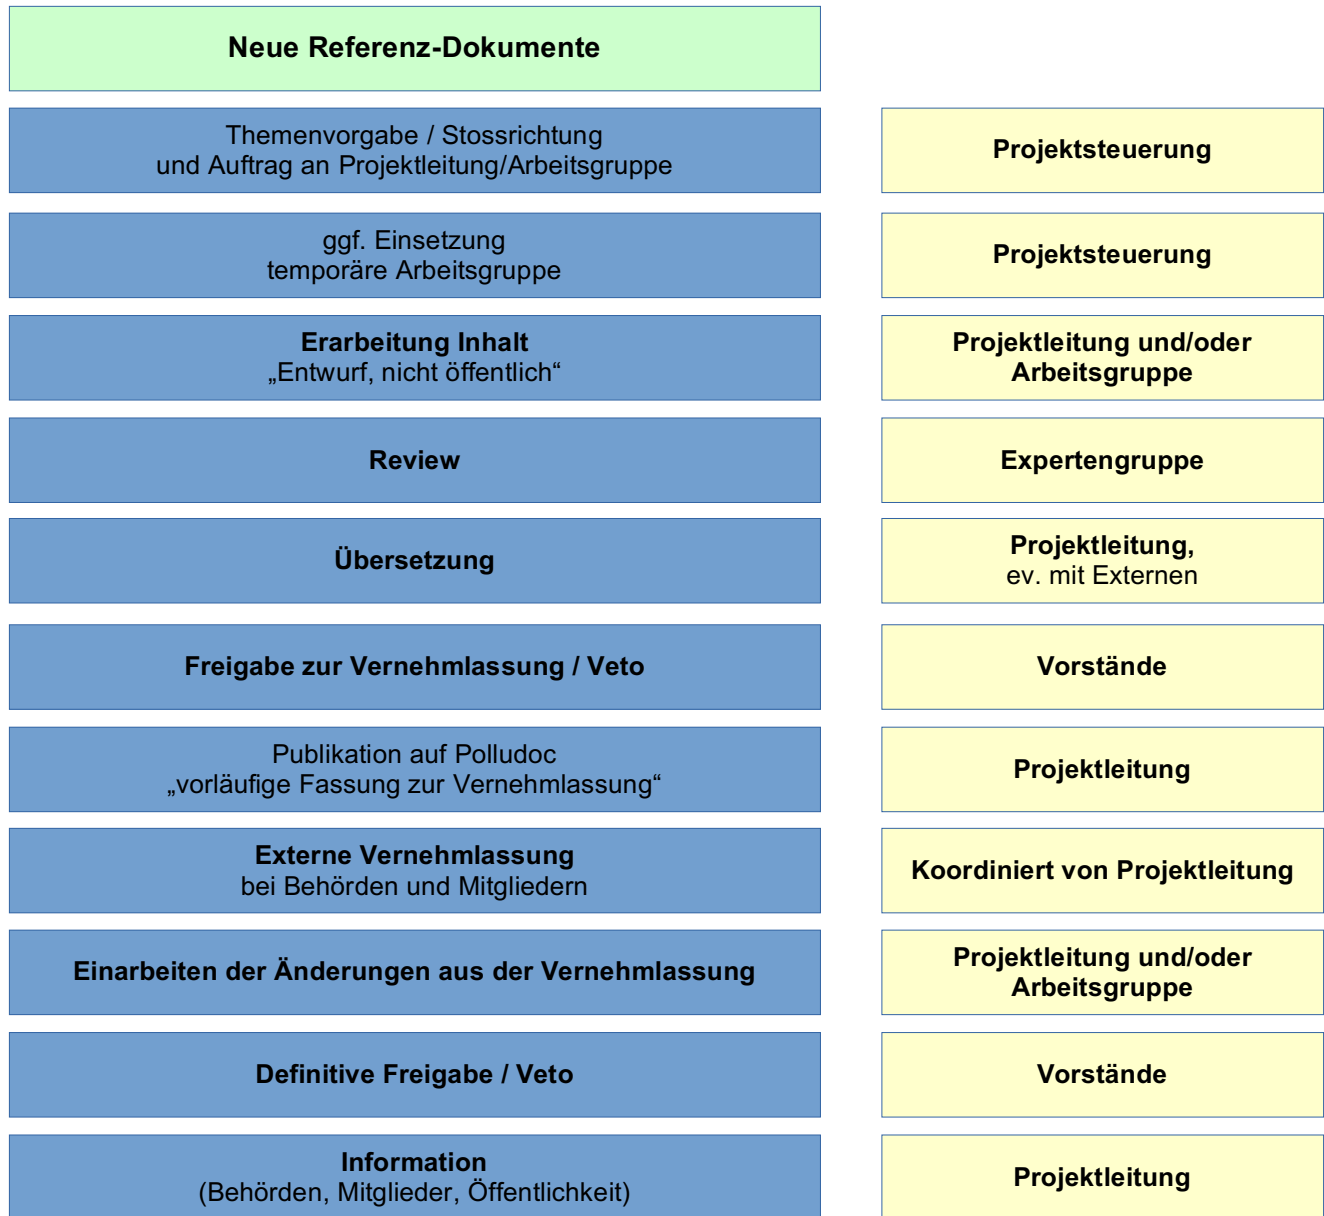 Neue Referenz-Dokumente
Themenvorgabe / Stossrichtung
und Auftrag an Projektleitung/Arbeitsgruppe
Projektsteuerung
ggf. Einsetzung
temporäre Arbeitsgruppe
Projektsteuerung
Erarbeitung Inhalt
„Entwurf, nicht öffentlich“
Projektleitung und/oder
Arbeitsgruppe
Review
Expertengruppe
Übersetzung
Projektleitung,
ev. mit Externen
Freigabe zur Vernehmlassung / Veto
Vorstände
Publikation auf Polludoc
„vorläufige Fassung zur Vernehmlassung“
Projektleitung
Externe Vernehmlassung
bei Behörden und Mitgliedern
Koordiniert von Projektleitung
Einarbeiten der Änderungen aus der Vernehmlassung
Projektleitung und/oder
Arbeitsgruppe
Definitive Freigabe / Veto
Vorstände
Information
(Behörden, Mitglieder, Öffentlichkeit)
Projektleitung